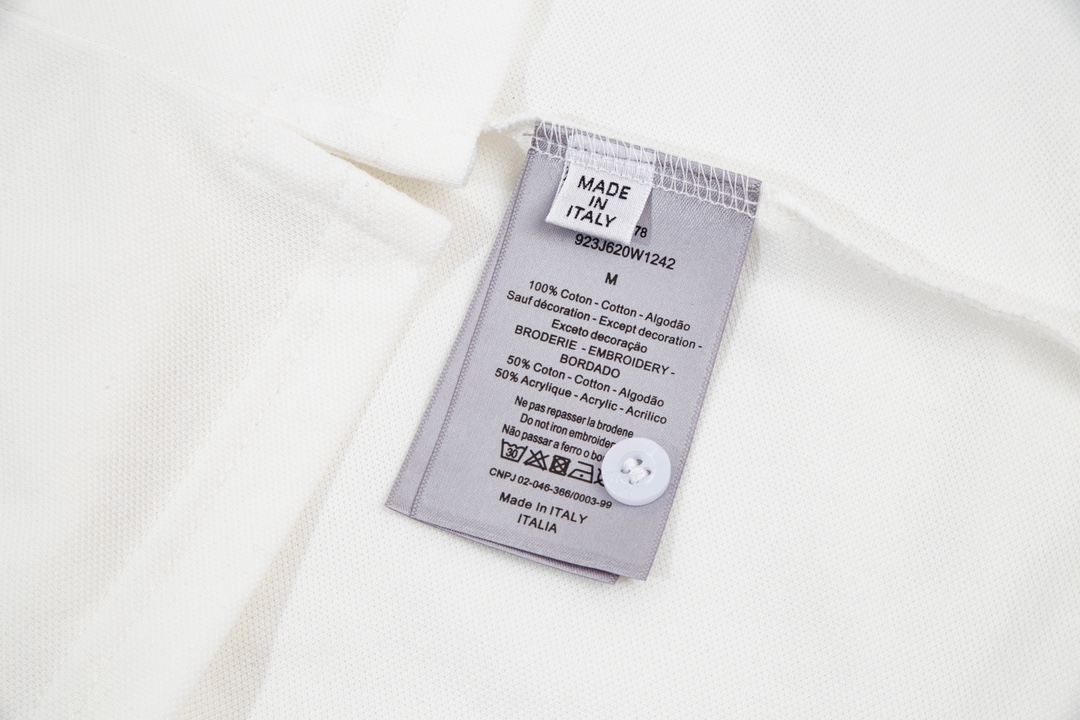 MADE
IN
ITALY
78
923J620W1242
M
100% Coton - Cotton - Algodão
Sauf décoration - Except decoration -
Exceto decoração
BRODERIE - EMBROIDERY -
BORDADO
50% Coton - Cotton - Algodão
50% Acrylique - Acrylic - Acrilico
Ne pas repasser la brodene
Do not iron embroider
Não passar a ferro o bo
30
CNPJ 02-046-366/0003-99
Made In ITALY
ITALIA